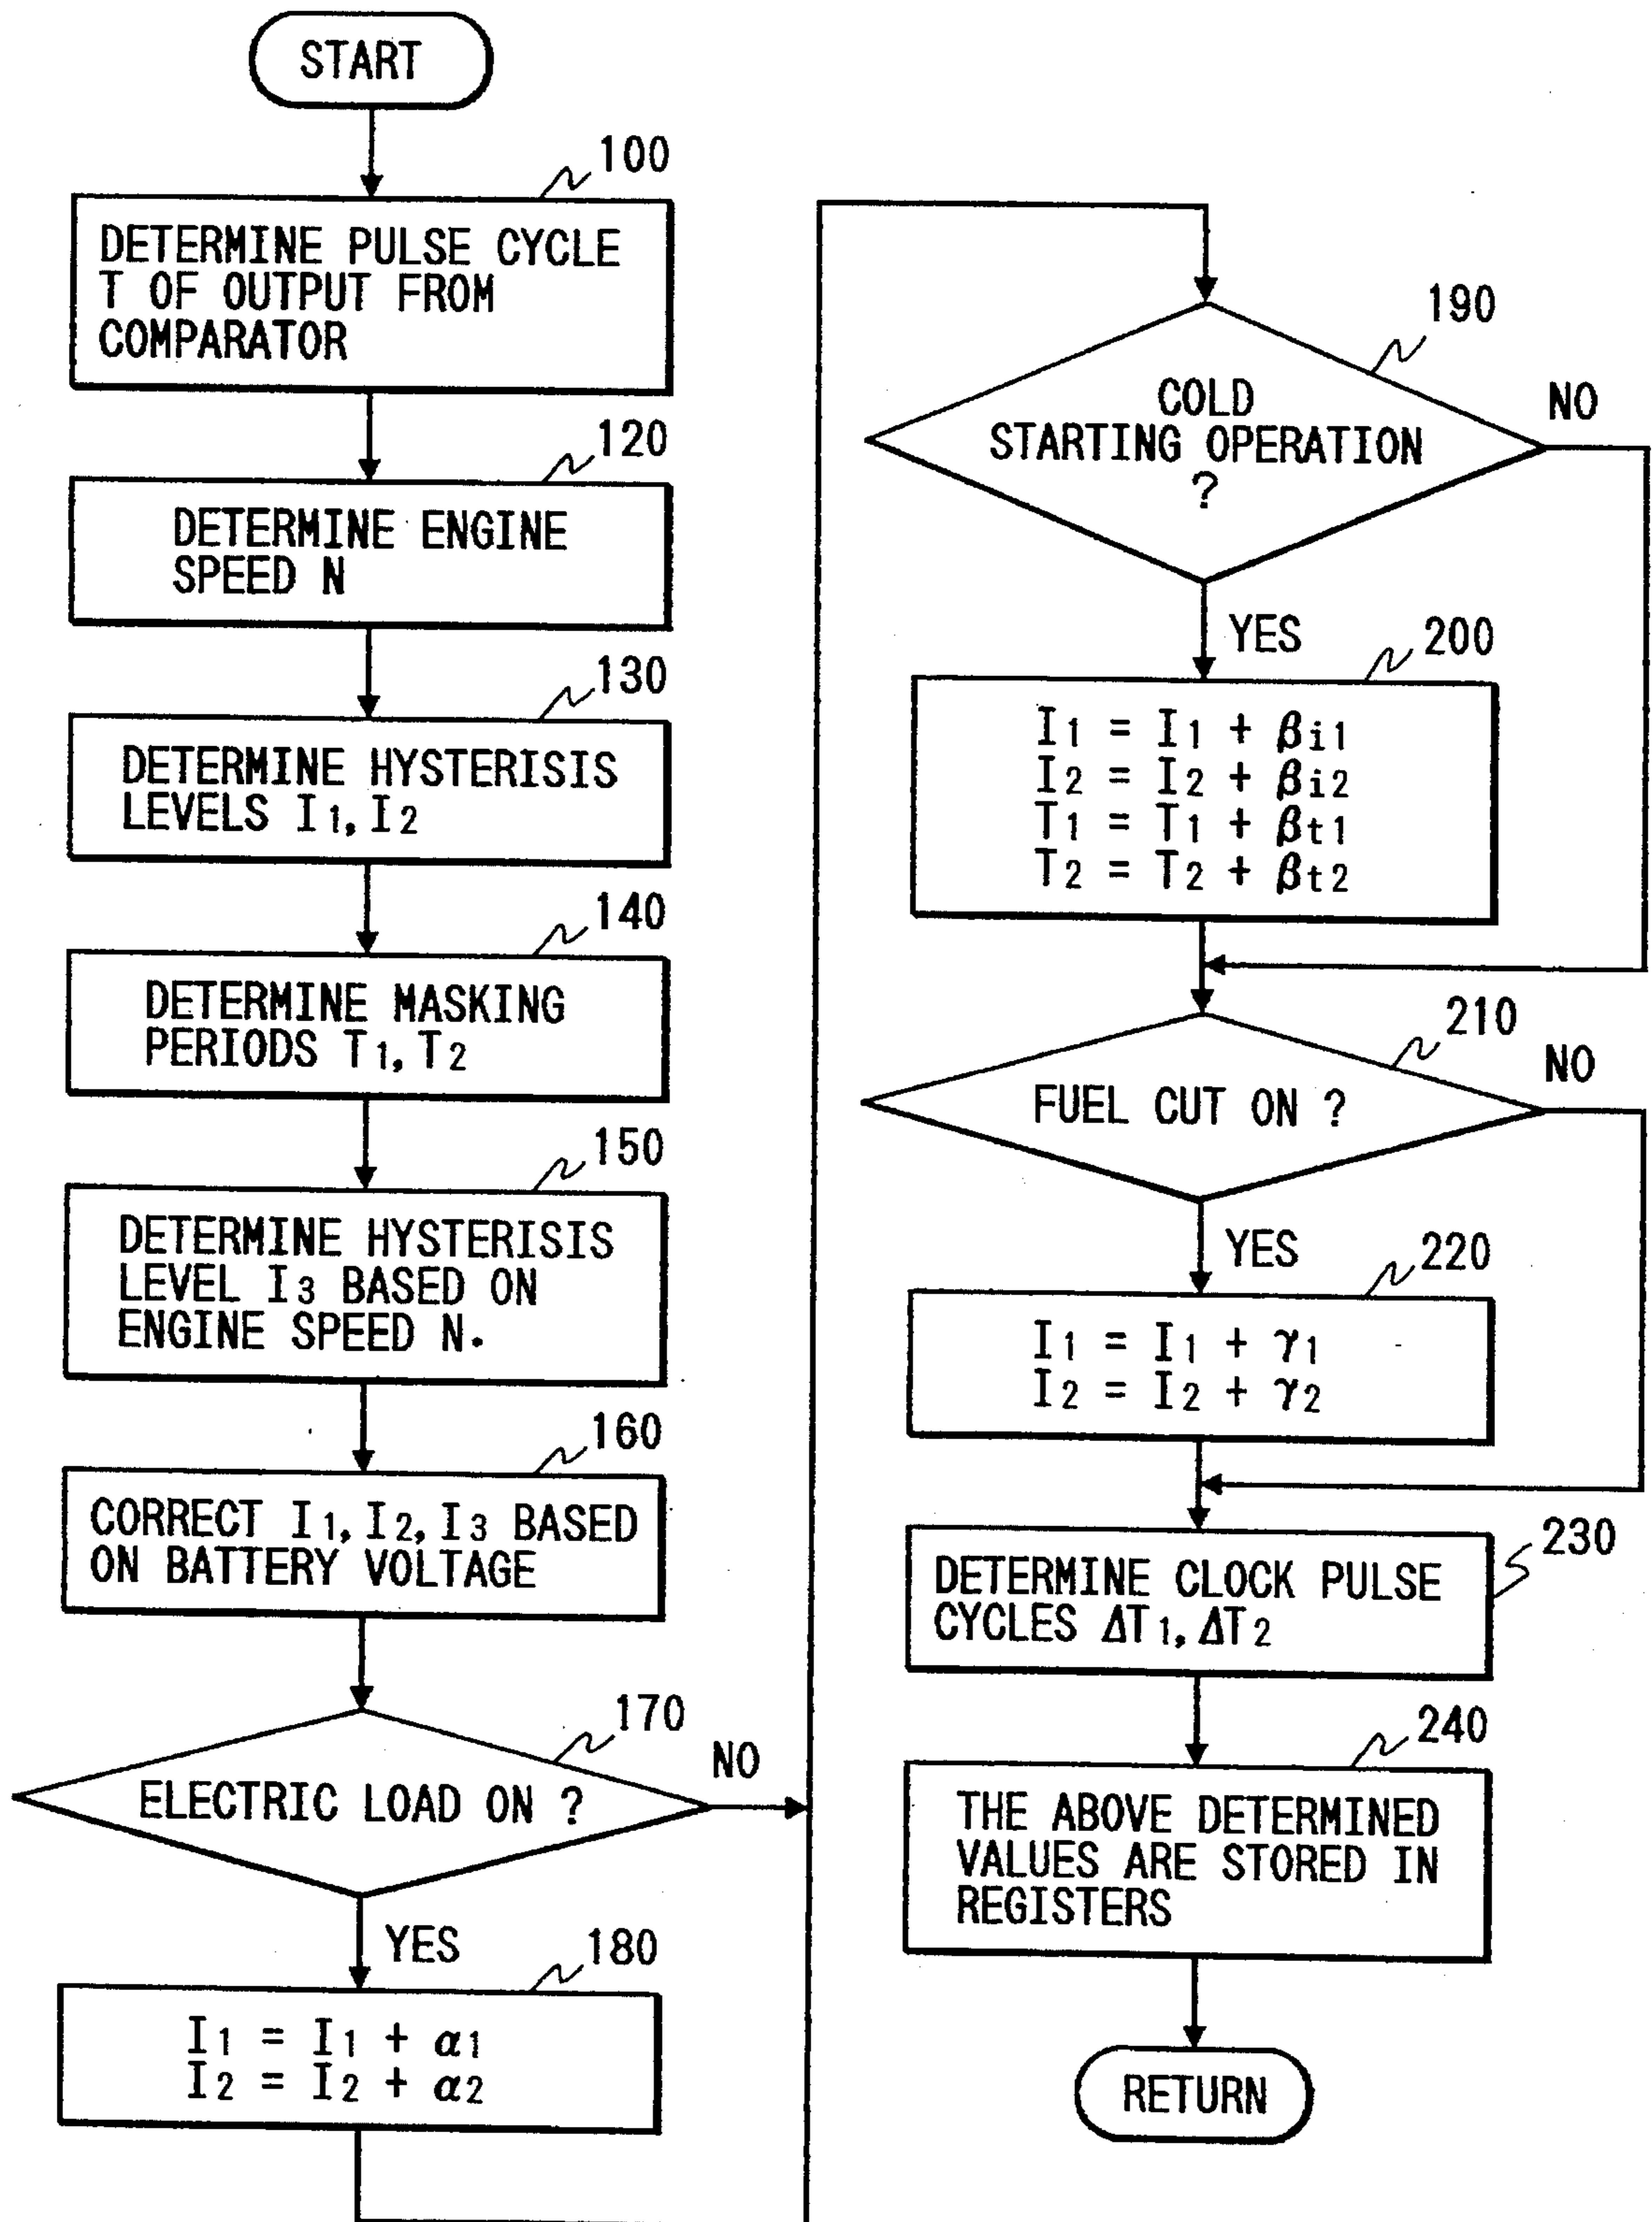 START
100
DETERMINE PULSE CYCLE
T OF OUTPUT FROM
COMPARATOR
120
DETERMINE ENGINE
SPEED N
130
DETERMINE HYSTERISIS
LEVELS I1, I2
140
DETERMINE MASKING
PERIODS T1, T2
150
DETERMINE HYSTERISIS
LEVEL I3 BASED ON
ENGINE SPEED N.
160
CORRECT I1, I2, I3 BASED
ON BATTERY VOLTAGE
170
ELECTRIC LOAD ON ?
NO
YES
180
I1 = I1 + α1
I2 = I2 + α2
190
COLD
STARTING OPERATION
?
NO
YES
200
I1 = I1 + βi1
I2 = I2 + βi2
T1 = T1 + βt1
T2 = T2 + βt2
210
FUEL CUT ON ?
NO
YES
220
I1 = I1 + γ1
I2 = I2 + γ2
230
DETERMINE CLOCK PULSE
CYCLES ΔT1, ΔT2
240
THE ABOVE DETERMINED
VALUES ARE STORED IN
REGISTERS
RETURN